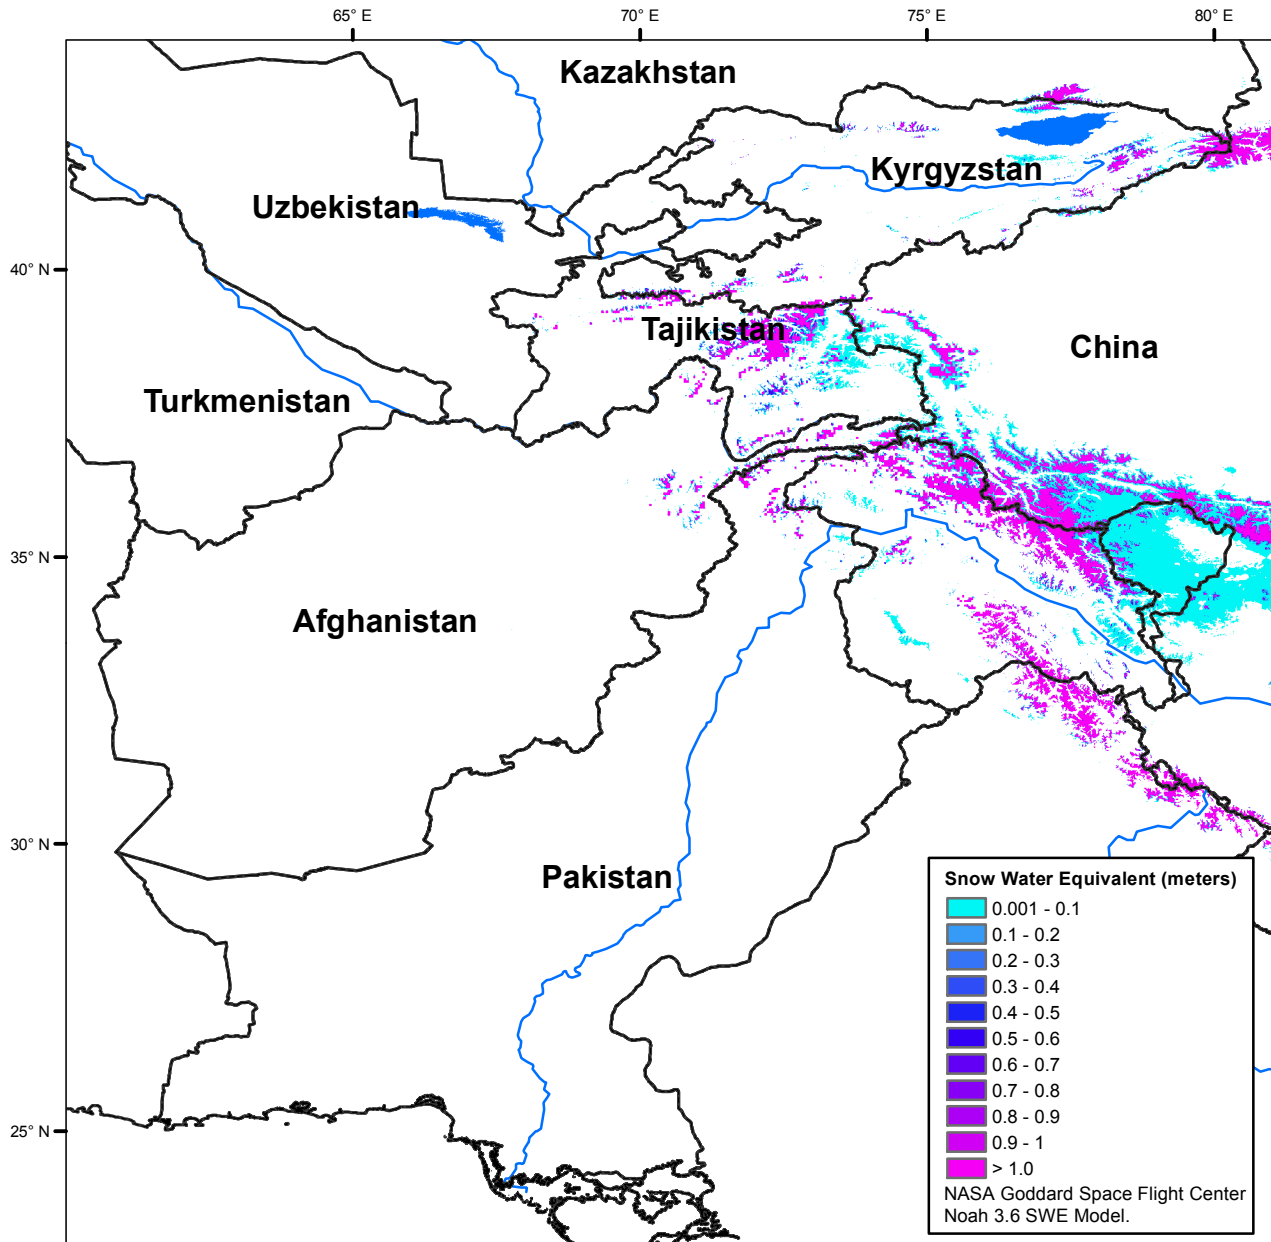 65° E
70° E
75° E
80° E
Kazakhstan
Kyrgyzstan
Uzbekistan
40° N
Tajikistan
China
Turkmenistan
35° N
Afghanistan
30° N
Pakistan
25° N
Snow Water Equivalent (meters)
0.001 - 0.1
0.1 - 0.2
0.2 - 0.3
0.3 - 0.4
0.4 - 0.5
0.5 - 0.6
0.6 - 0.7
0.7 - 0.8
0.8 - 0.9
0.9 - 1
> 1.0
NASA Goddard Space Flight Center
Noah 3.6 SWE Model.